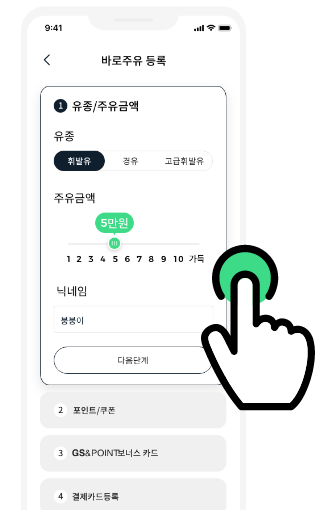 9:41
바로주유 등록
1 유종/주유금액
유종
휘발유 경유 고급휘발유
주유금액
5만원
1 2 3 4 5 6 7 8 9 10 가득
닉네임
붕붕이
다음단계
2 포인트/쿠폰
3 GS&POINT보너스 카드
4 결제카드등록